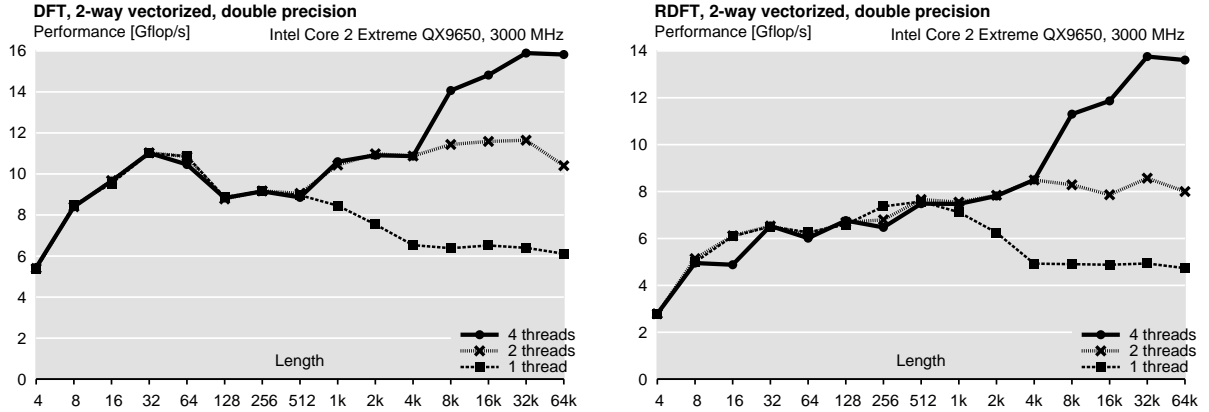 DFT, 2-way vectorized, double precision
Performance [Gflop/s] Intel Core 2 Extreme QX9650, 3000 MHz
16
14
12
10
8
6
4
2
0
4 threads
2 threads
1 thread
Length
4 8 16 32 64 128 256 512 1k 2k 4k 8k 16k 32k 64k
RDFT, 2-way vectorized, double precision
Performance [Gflop/s] Intel Core 2 Extreme QX9650, 3000 MHz
14
12
10
8
6
4
2
0
4 threads
2 threads
1 thread
Length
4 8 16 32 64 128 256 512 1k 2k 4k 8k 16k 32k 64k